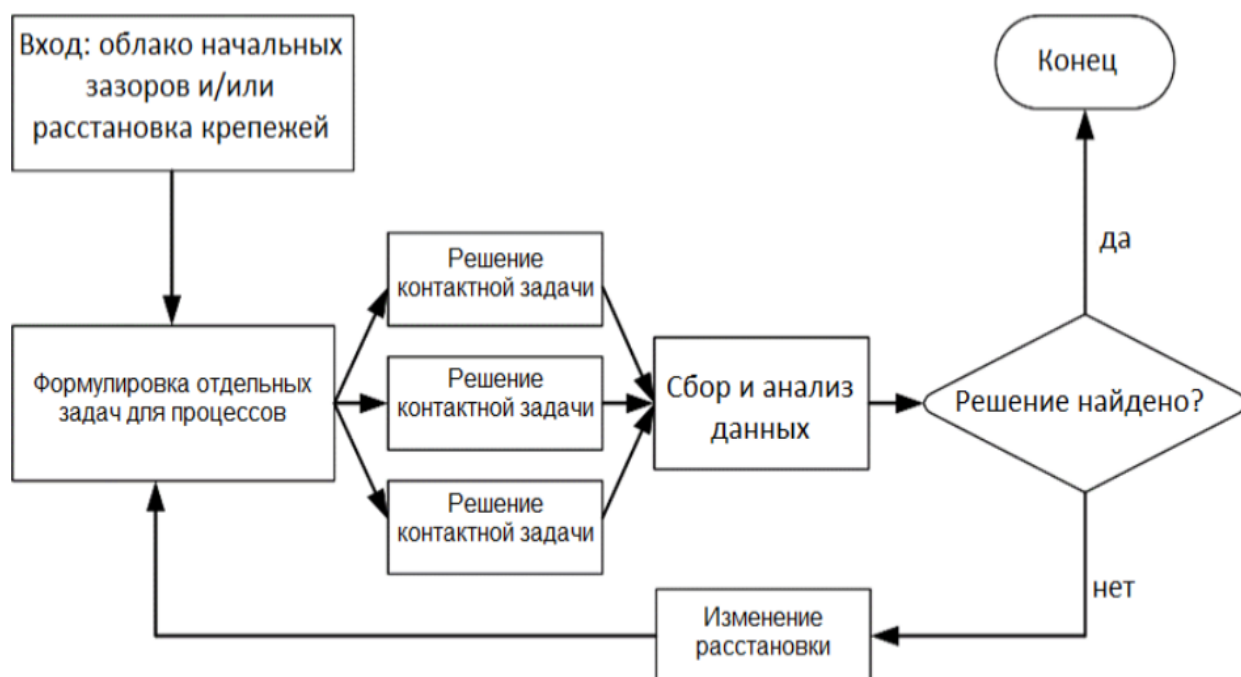 Вход: облако начальных
зазоров и/или
расстановка крепежей
Конец
да
Решение
контактной задачи
Формулировка отдельных
задач для процессов
Решение
контактной задачи
Сбор и анализ
данных
Решение найдено?
Решение
контактной задачи
нет
Изменение
расстановки